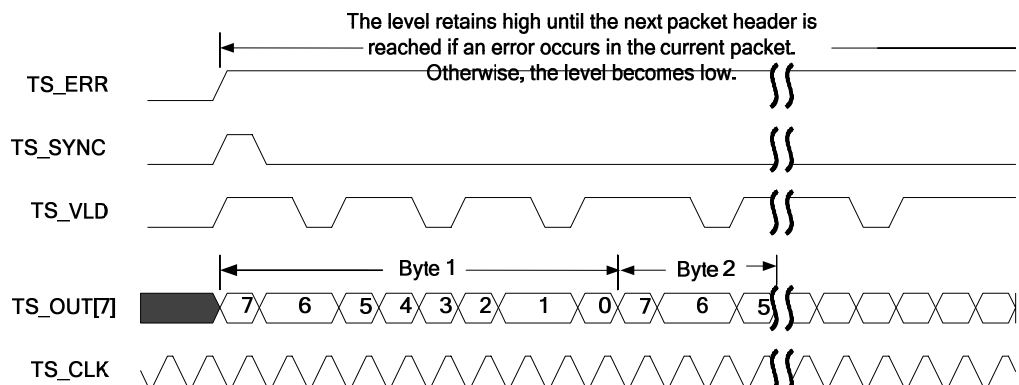 The level retains high until the next packet header is
reached if an error occurs in the current packet.
Otherwise, the level becomes low.
TS_ERR
TS_SYNC
TS_VLD
Byte 1 Byte 2
TS_OUT[7] 7 6 5 4 3 2 1 0 7 6 5
TS_CLK